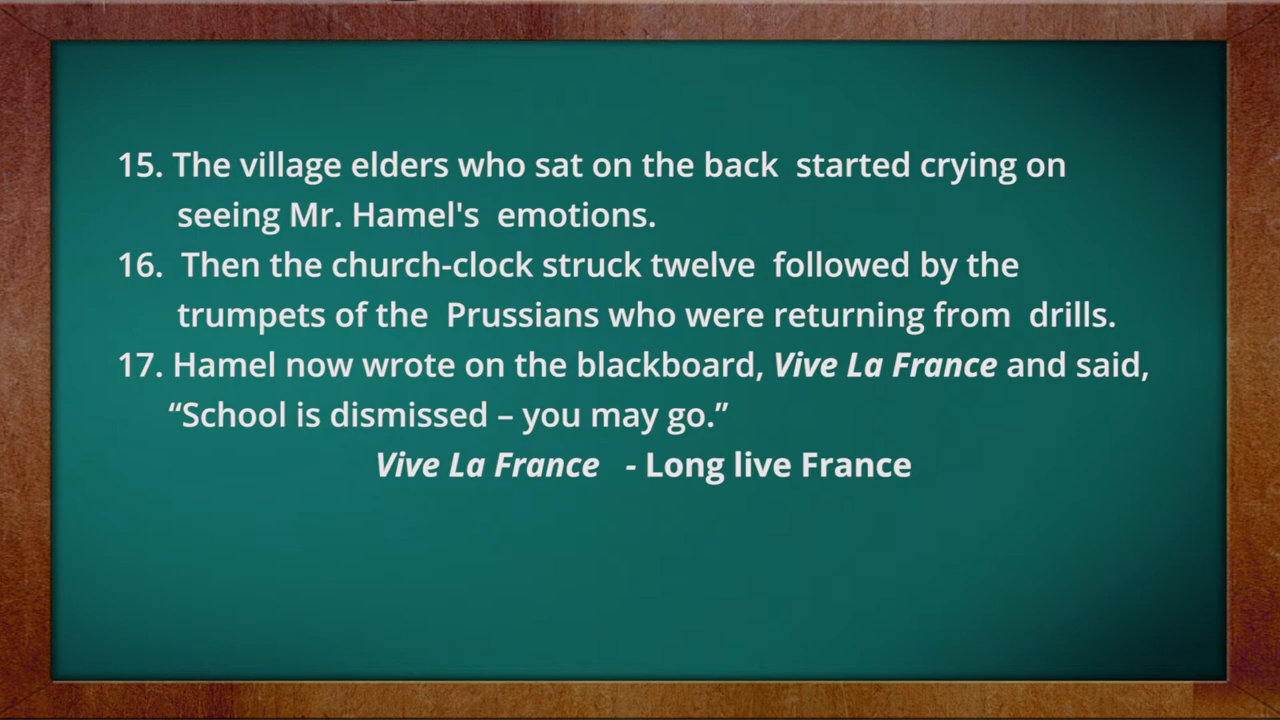 15. The village elders who sat on the back started crying on
seeing Mr. Hamel's emotions.
16. Then the church-clock struck twelve followed by the
trumpets of the Prussians who were returning from drills.
17. Hamel now wrote on the blackboard, Vive La France and said,
“School is dismissed – you may go.”
Vive La France - Long live France